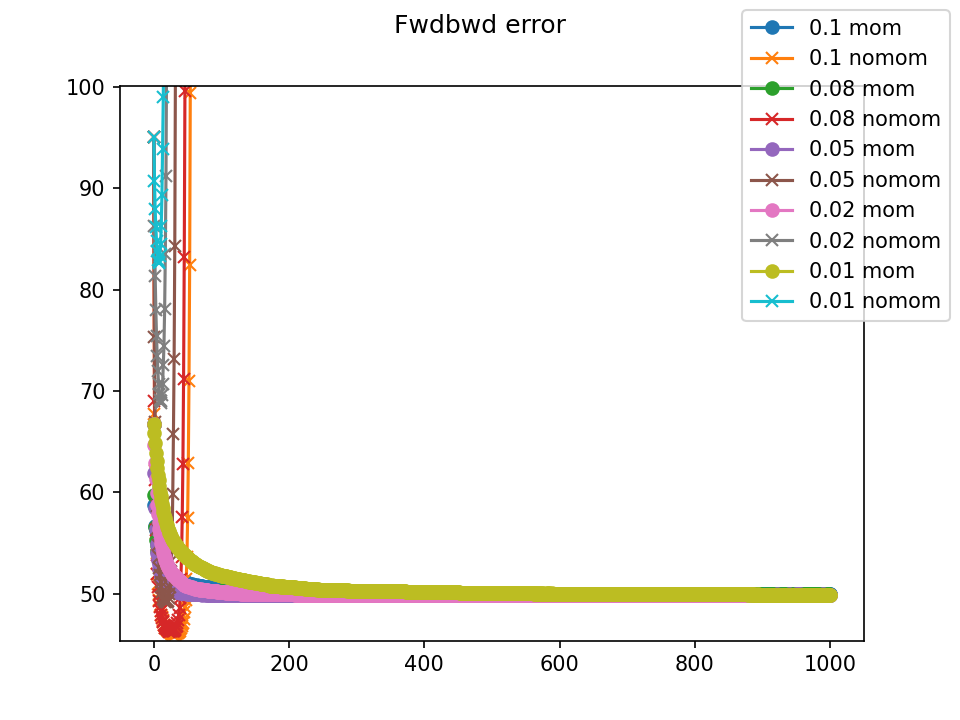 Fwdbwd error
0.1 mom
0.1 nomom
0.08 mom
0.08 nomom
0.05 mom
0.05 nomom
0.02 mom
0.02 nomom
0.01 mom
0.01 nomom
100
90
80
70
60
50
0 200 400 600 800 1000